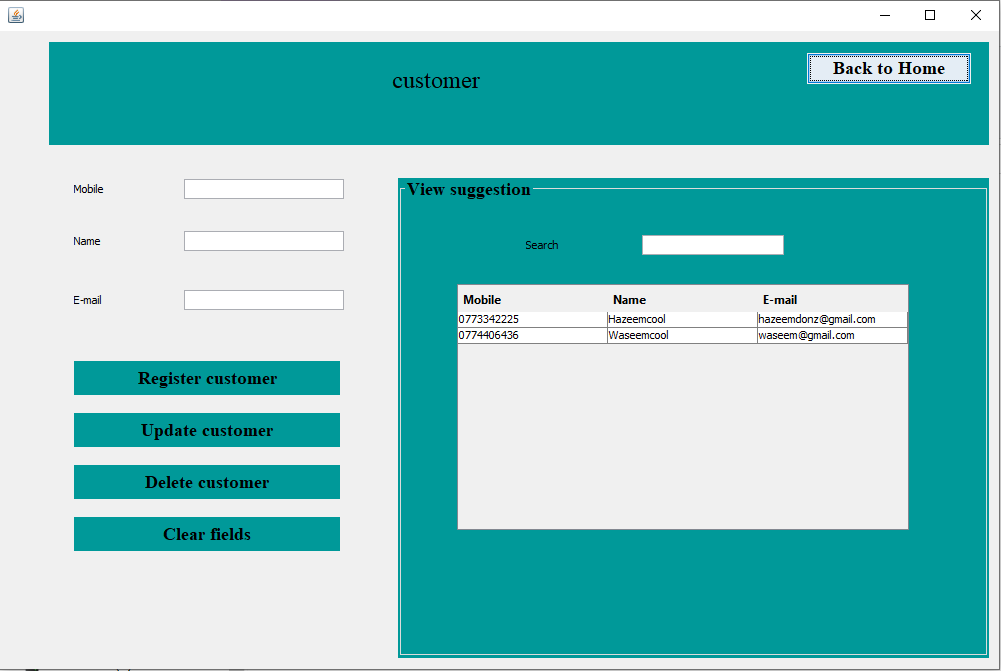 customer
Back to Home
Mobile
Name
E-mail
Register customer
Update customer
Delete customer
Clear fields
View suggestion
Search
Mobile Name E-mail
0773342225 Hazeemcool hazeemdonz@gmail.com
0774406436 Waseemcool waseem@gmail.com